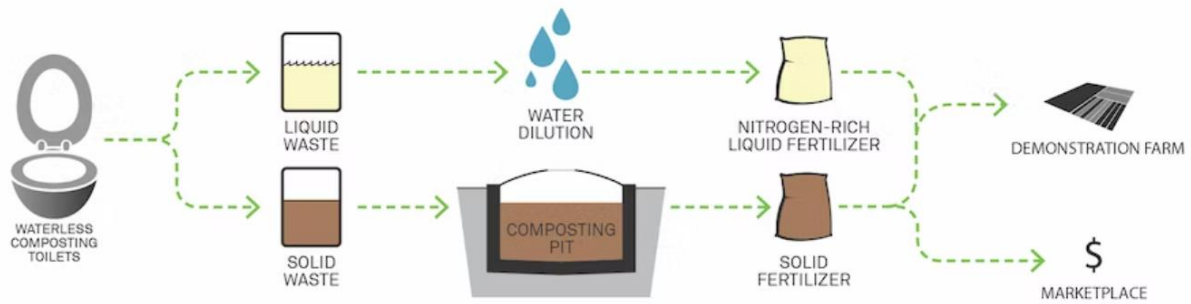 LIQUID
WASTE
WATER
DILUTION
NITROGEN-RICH
LIQUID FERTILIZER
DEMONSTRATION FARM
WATERLESS
COMPOSTING
TOILETS
SOLID
WASTE
COMPOSTING
PIT
SOLID
FERTILIZER
$
MARKETPLACE